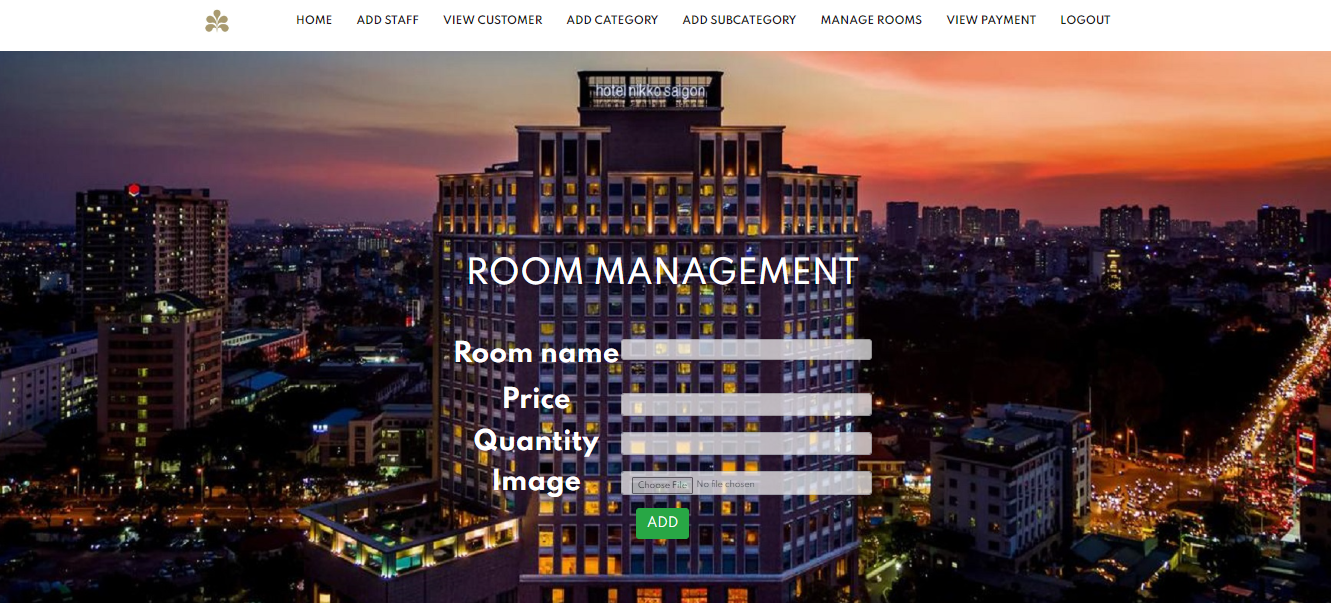 HOME ADD STAFF VIEW CUSTOMER ADD CATEGORY ADD SUBCATEGORY MANAGE ROOMS VIEW PAYMENT LOGOUT
hotel nikko saigon
ROOM MANAGEMENT
Room name
Price
Quantity
Image Choose File No file chosen
ADD